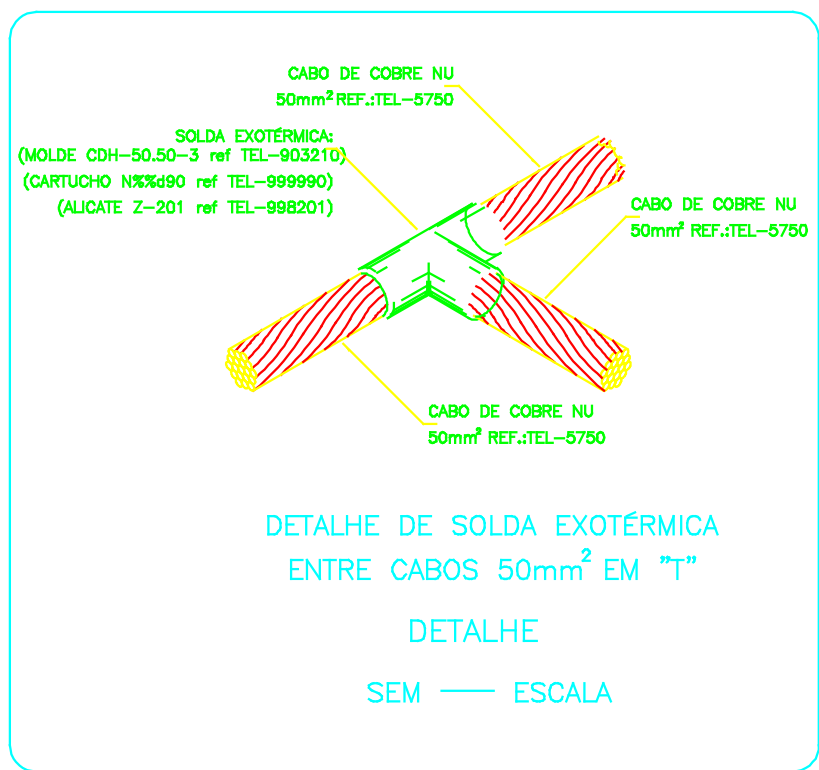 CABO DE COBRE NU
50mm² REF.:TEL-5750
SOLDA EXOTÉRMICA:
(MOLDE CDH-50.50-3 ref TEL-903210)
(CARTUCHO N%%d90 ref TEL-999990)
(ALICATE Z-201 ref TEL-998201)
CABO DE COBRE NU
50mm² REF.:TEL-5750
CABO DE COBRE NU
50mm² REF.:TEL-5750
DETALHE DE SOLDA EXOTÉRMICA
ENTRE CABOS 50mm² EM "T"
DETALHE
SEM — ESCALA